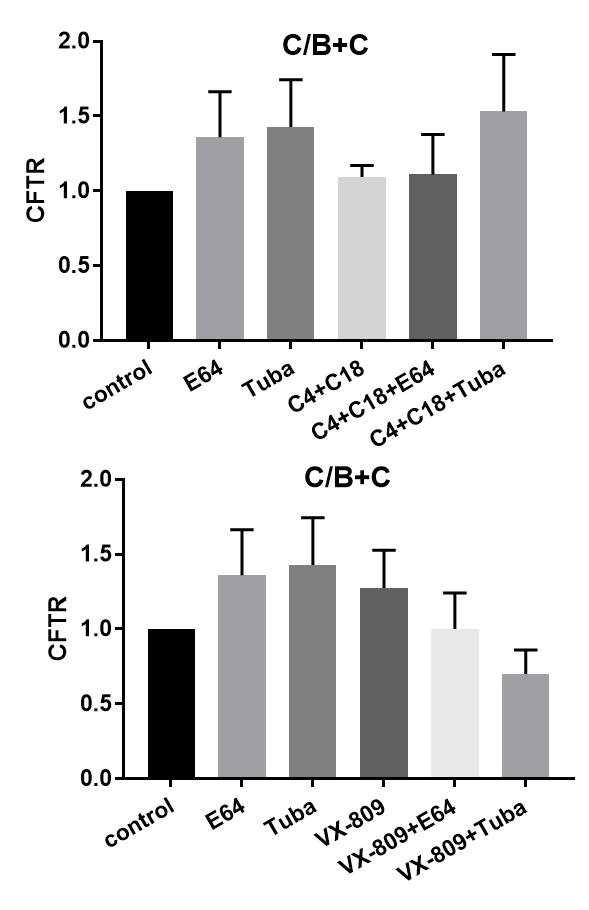 C/B+C
CFTR
2.0
1.5
1.0
0.5
0.0
control
E64
Tuba
C4+C18
C4+C18+E64
C4+C18+Tuba
C/B+C
CFTR
2.0
1.5
1.0
0.5
0.0
control
E64
Tuba
VX-809
VX-809+E64
VX-809+Tuba